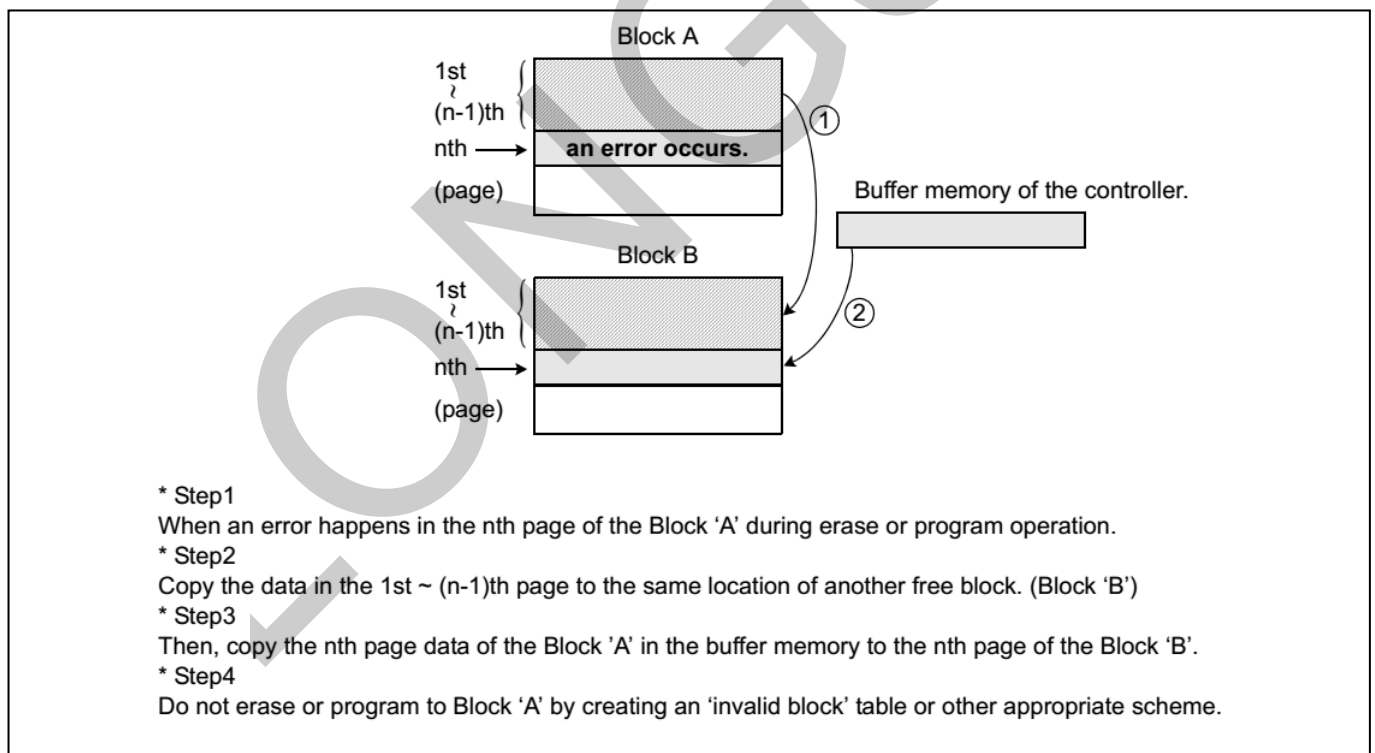 Block A
1st
~
(n-1)th
nth
an error occurs.
(page)
①
Buffer memory of the controller.
Block B
1st
~
(n-1)th
nth
(page)
②
* Step1
When an error happens in the nth page of the Block ‘A’ during erase or program operation.
* Step2
Copy the data in the 1st ~ (n-1)th page to the same location of another free block. (Block ‘B’)
* Step3
Then, copy the nth page data of the Block ’A’ in the buffer memory to the nth page of the Block ‘B’.
* Step4
Do not erase or program to Block ‘A’ by creating an ‘invalid block’ table or other appropriate scheme.